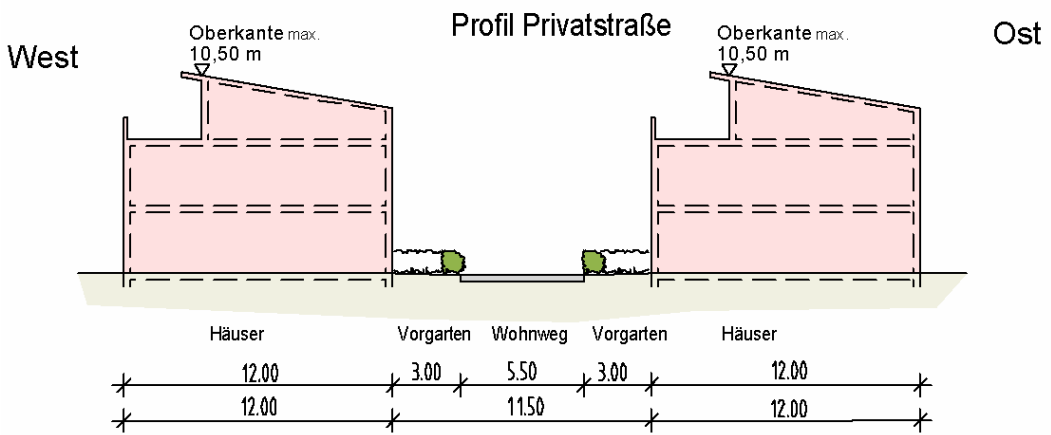 Profil Privatstraße
West
Ost
Oberkante max.
10,50 m
Oberkante max.
10,50 m
Häuser Vorgarten Wohnweg Vorgarten Häuser
12.00 3.00 5.50 3.00 12.00
12.00 11.50 12.00